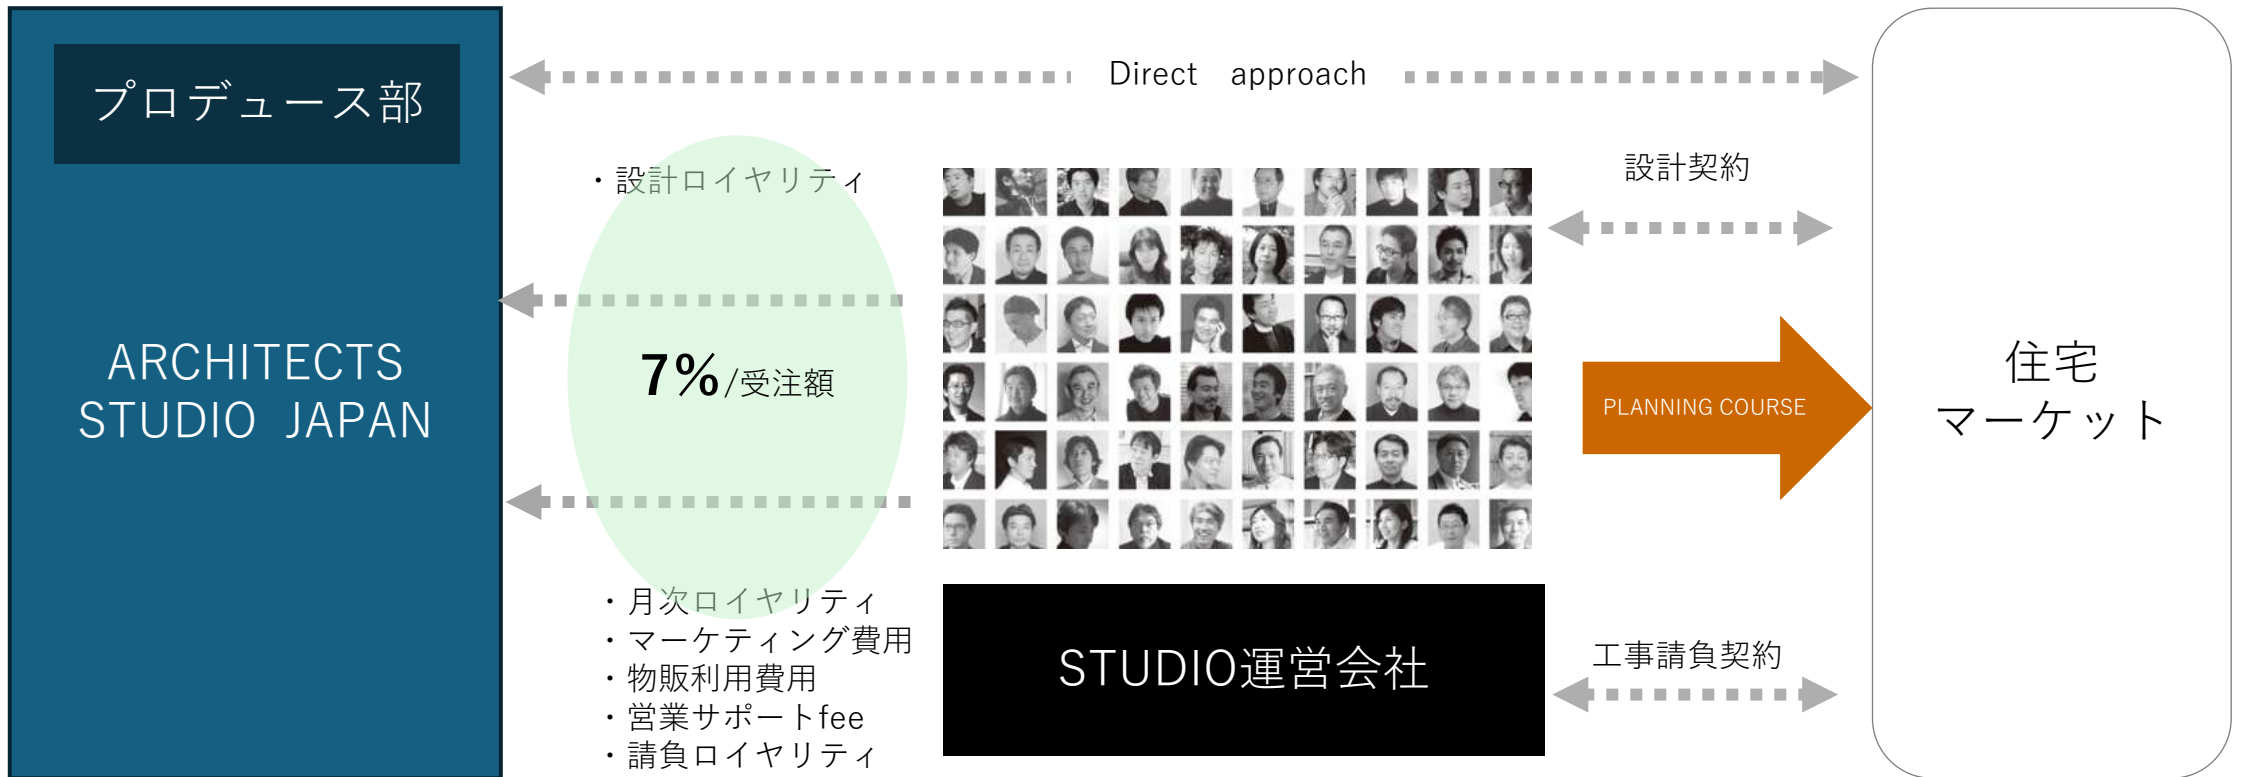 プロデュース部
ARCHITECTS
STUDIO JAPAN
Direct approach
・設計ロイヤリティ
7%/受注額
・月次ロイヤリティ
・マーケティング費用
・物販利用費用
・営業サポートfee
・請負ロイヤリティ
STUDIO運営会社
設計契約
PLANNING COURSE
工事請負契約
住宅
マーケット